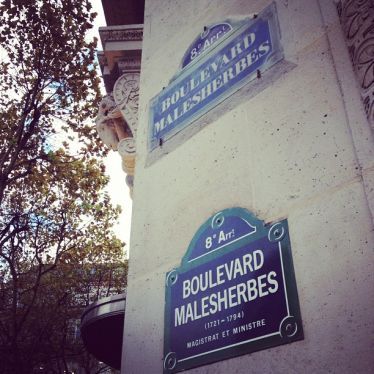 8e Arrt
BOULEVARD
MALESHERBES
8e Arrt
BOULEVARD
MALESHERBES
(1721-1794)
MAGISTRAT ET MINISTRE